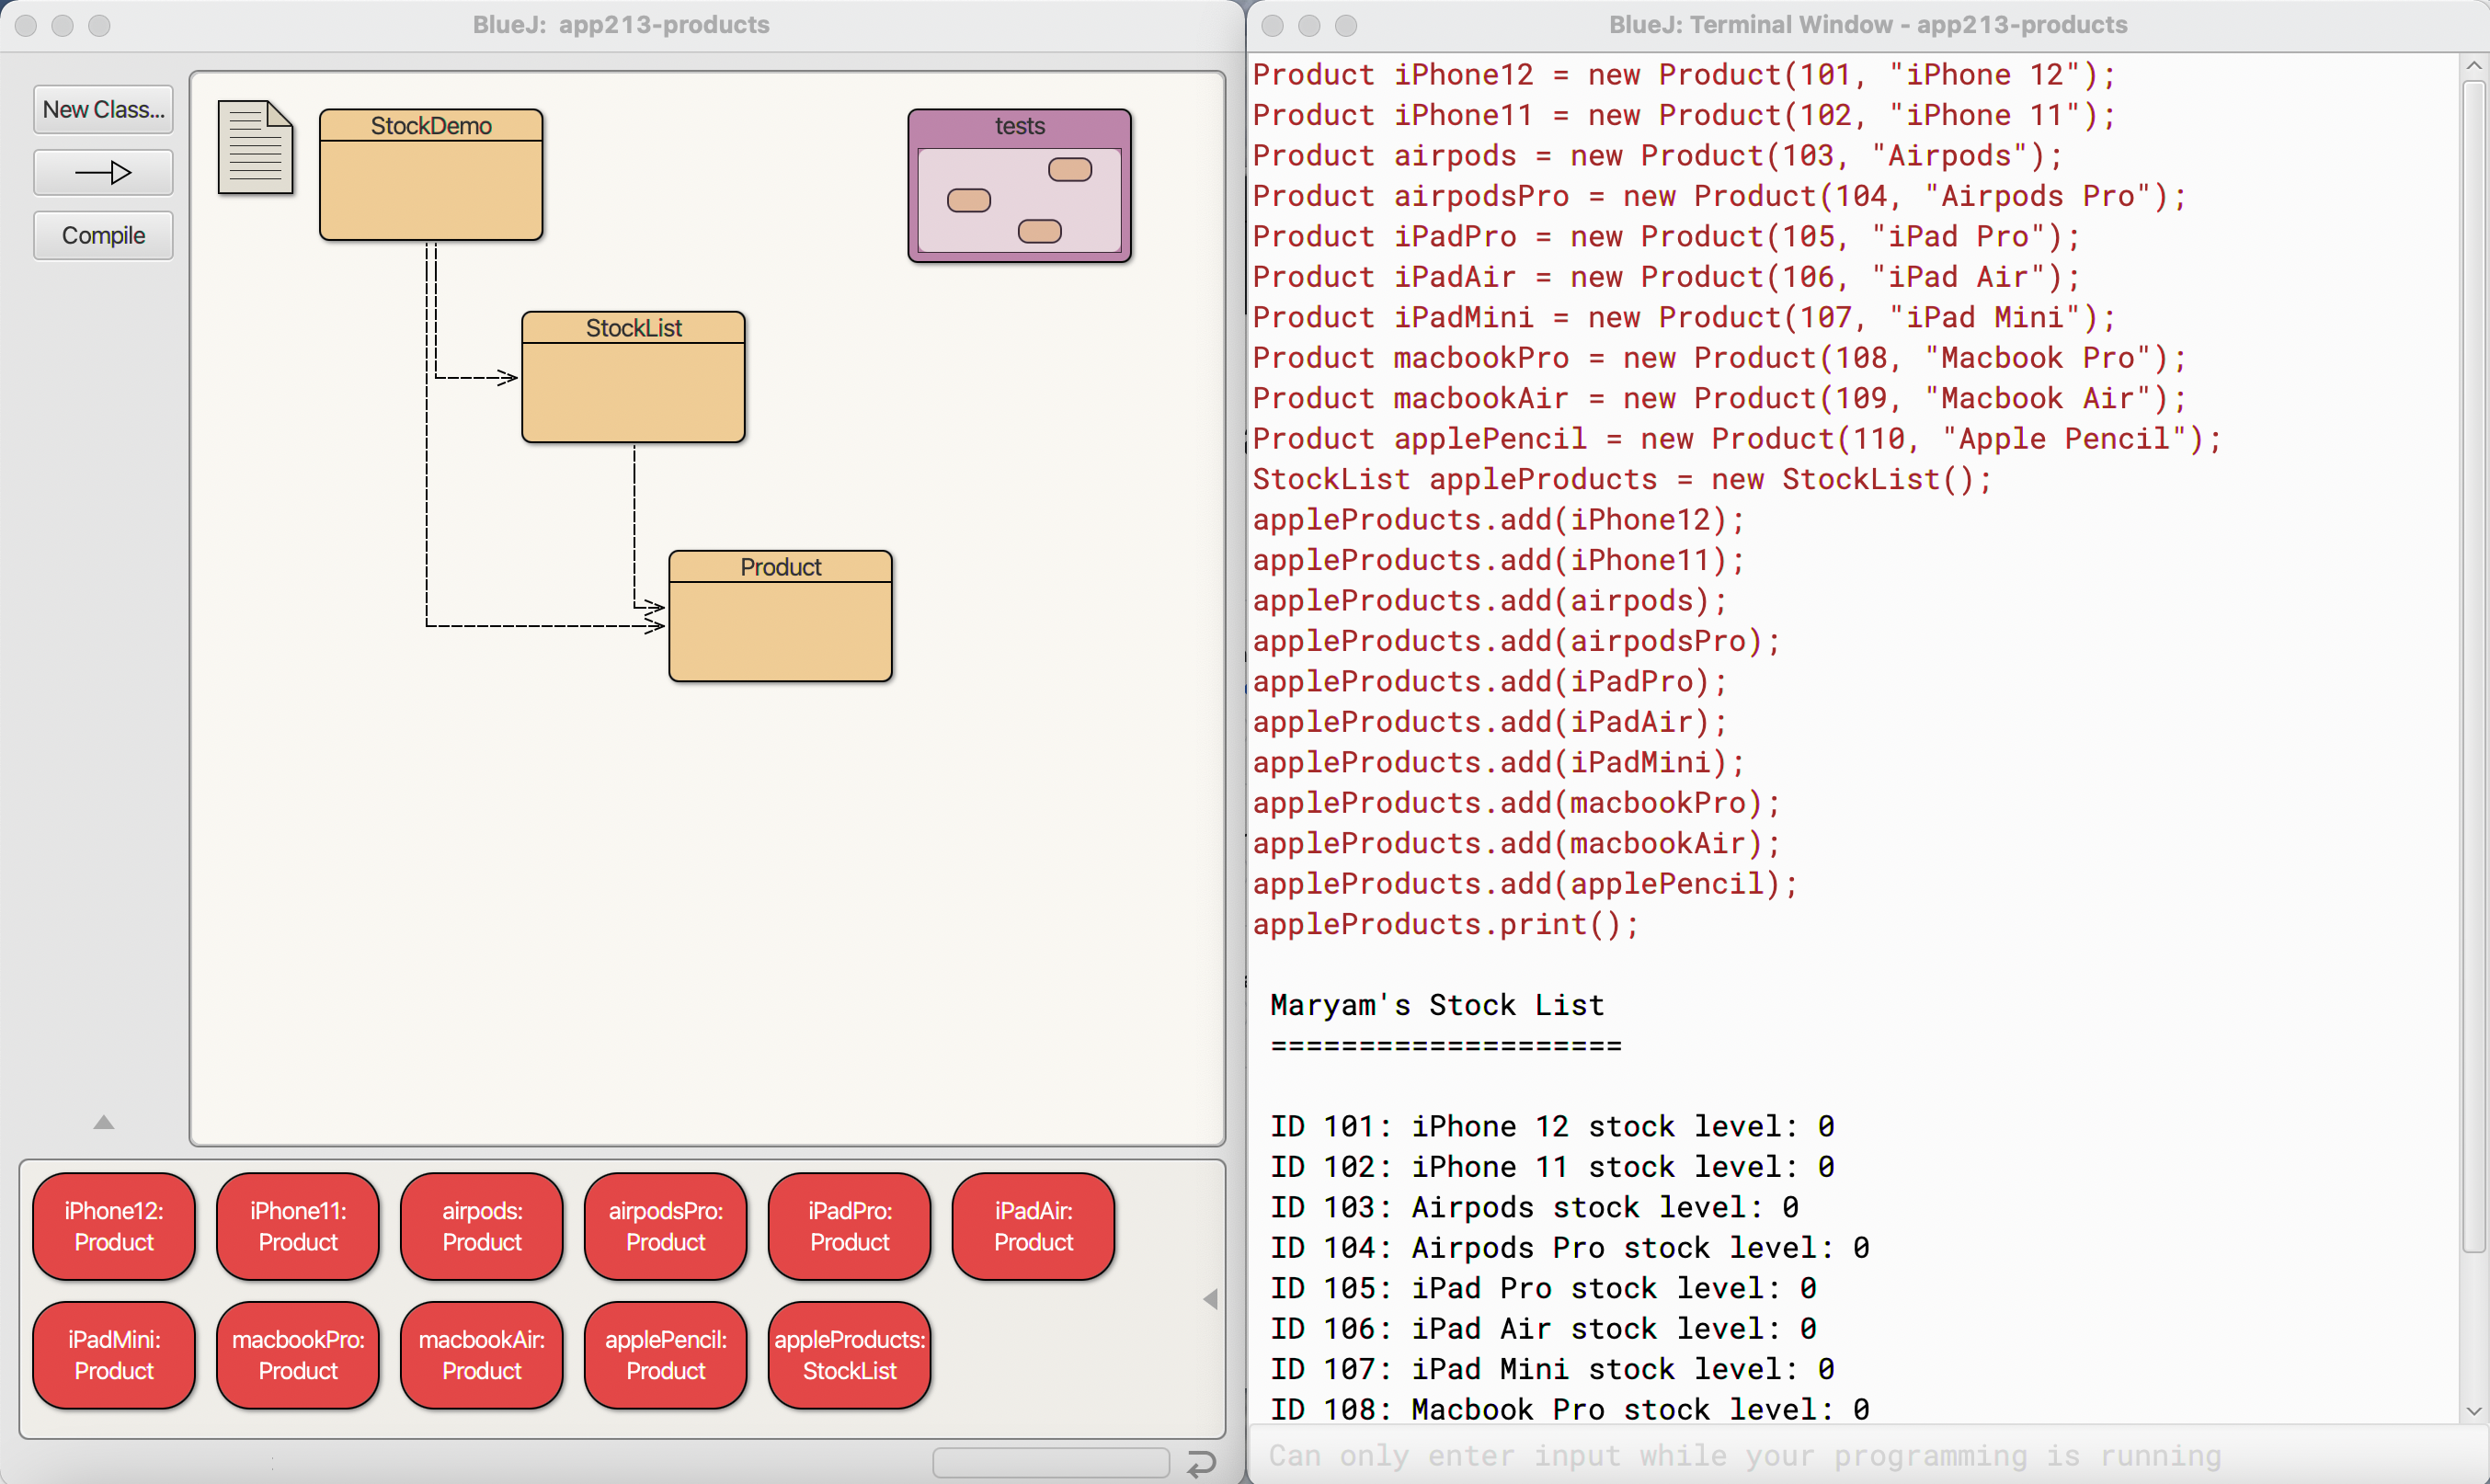 BlueJ: app213-products
New Class...
Compile
StockDemo
tests
StockList
Product
iPhone12:
Product
iPhone11:
Product
airpods:
Product
airpodsPro:
Product
iPadPro:
Product
iPadAir:
Product
iPadMini:
Product
macbookPro:
Product
macbookAir:
Product
applePencil:
Product
appleProducts:
StockList
BlueJ: Terminal Window - app213-products
Product iPhone12 = new Product(101, "iPhone 12");
Product iPhone11 = new Product(102, "iPhone 11");
Product airpods = new Product(103, "Airpods");
Product airpodsPro = new Product(104, "Airpods Pro");
Product iPadPro = new Product(105, "iPad Pro");
Product iPadAir = new Product(106, "iPad Air");
Product iPadMini = new Product(107, "iPad Mini");
Product macbookPro = new Product(108, "Macbook Pro");
Product macbookAir = new Product(109, "Macbook Air");
Product applePencil = new Product(110, "Apple Pencil");
StockList appleProducts = new StockList();
appleProducts.add(iPhone12);
appleProducts.add(iPhone11);
appleProducts.add(airpods);
appleProducts.add(airpodsPro);
appleProducts.add(iPadPro);
appleProducts.add(iPadAir);
appleProducts.add(iPadMini);
appleProducts.add(macbookPro);
appleProducts.add(macbookAir);
appleProducts.add(applePencil);
appleProducts.print();
Maryam's Stock List
====================
ID 101: iPhone 12 stock level: 0
ID 102: iPhone 11 stock level: 0
ID 103: Airpods stock level: 0
ID 104: Airpods Pro stock level: 0
ID 105: iPad Pro stock level: 0
ID 106: iPad Air stock level: 0
ID 107: iPad Mini stock level: 0
ID 108: Macbook Pro stock level: 0
Can only enter input while your programming is running